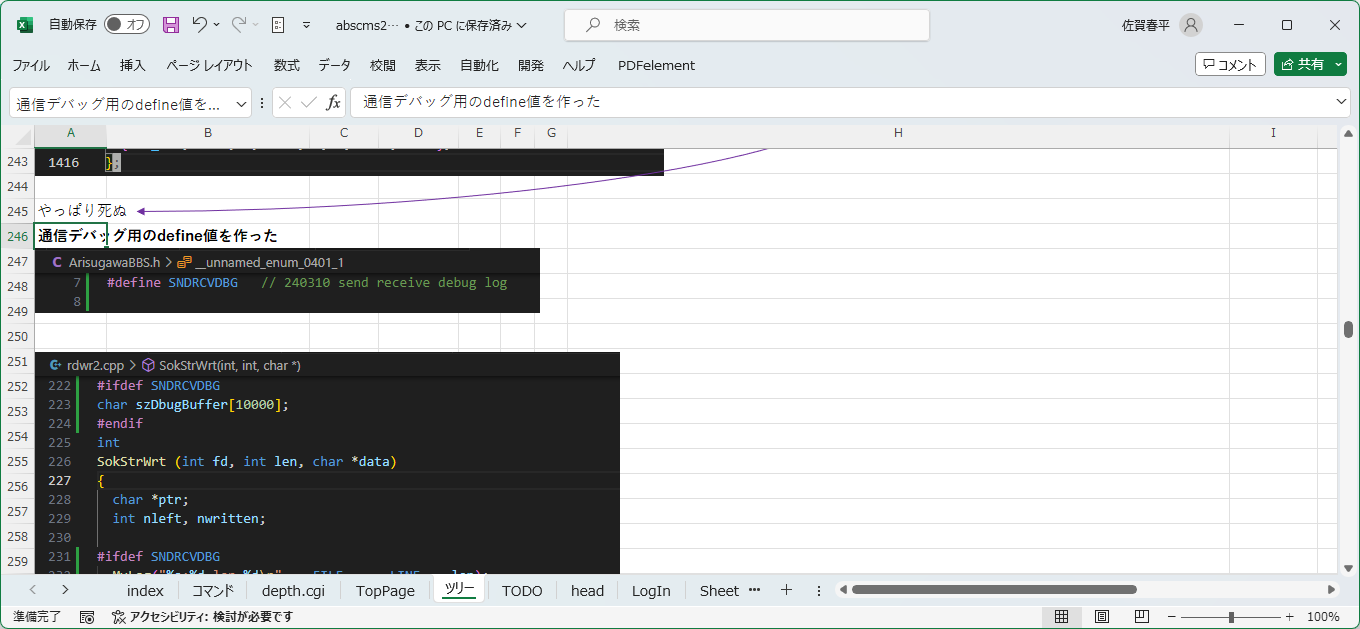 自動保存 オフ abscms2… • この PC に保存済み 検索 佐賀春平
ファイル ホーム 挿入 ページ レイアウト 数式 データ 校閲 表示 自動化 開発 ヘルプ PDFelement コメント 共有
通信デバッグ用のdefine値を... fx 通信デバッグ用のdefine値を作った
A B C D E F G H I
243 1416 };
244
245 やっぱり死ぬ
246 通信デバッグ用のdefine値を作った
247 C ArisugawaBBS.h > __unnamed_enum_0401_1
248 7 #define SNDRCVDBG // 240310 send receive debug log
8
249
250
251 rdwr2.cpp > SokStrWrt(int, int, char *)
252 222 #ifdef SNDRCVDBG
253 223 char szDbugBuffer[10000];
254 224 #endif
225 int
255 226 SokStrWrt (int fd, int len, char *data)
256 227 {
257 228 char *ptr;
258 229 int nleft, nwritten;
230
259 231 #ifdef SNDRCVDBG
index コマンド depth.cgi TopPage ツリー TODO head LogIn Sheet ···
準備完了 アクセシビリティ: 検討が必要です 100%